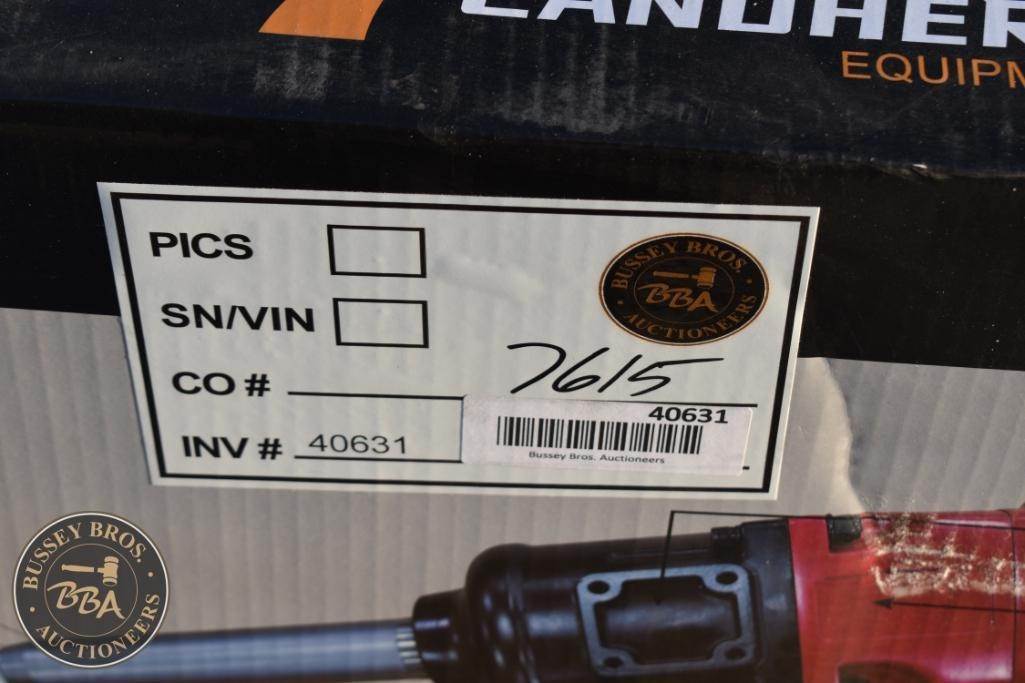 LANDHER
EQUIPM
PICS
SN/VIN
CO # 7615
INV # 40631
BUSSEY BROS.
BBA
AUCTIONEERS
40631
Bussey Bros. Auctioneers
BUSSEY BROS.
BBA
AUCTIONEERS